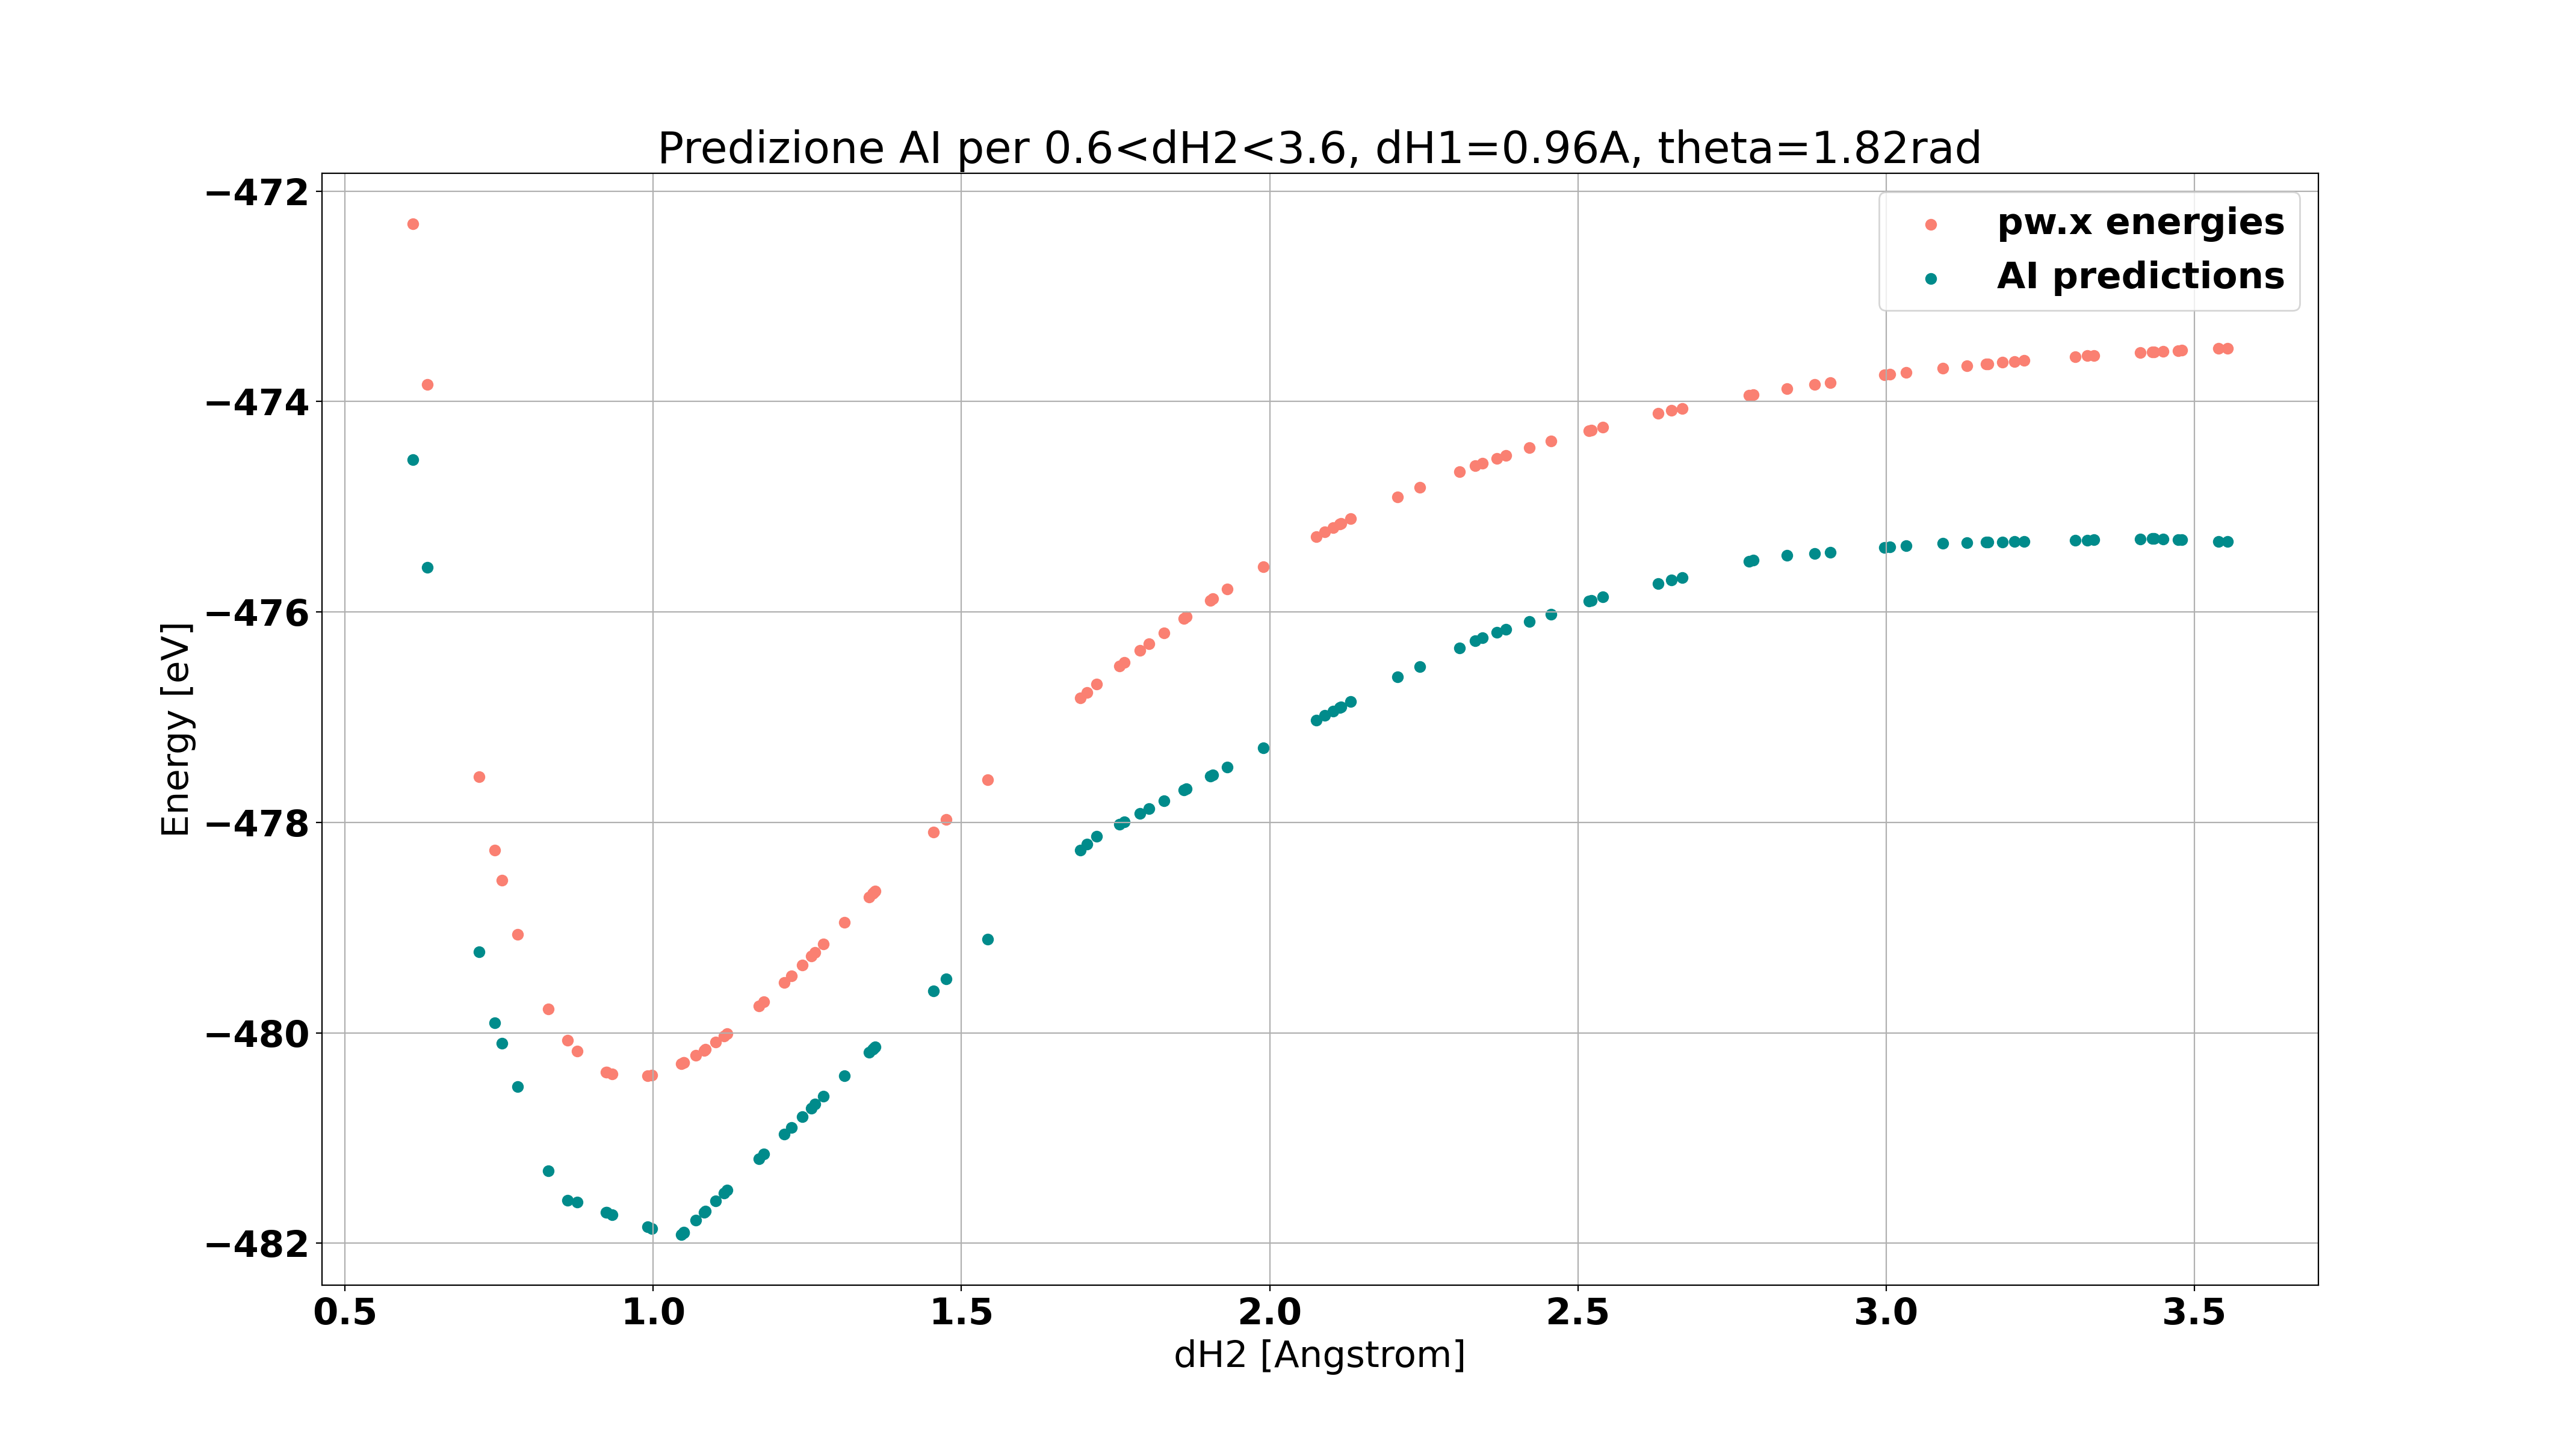 Predizione AI per 0.6<dH2<3.6, dH1=0.96A, theta=1.82rad
pw.x energies
AI predictions
Energy [eV]
−472
−474
−476
−478
−480
−482
0.5 1.0 1.5 2.0 2.5 3.0 3.5
dH2 [Angstrom]